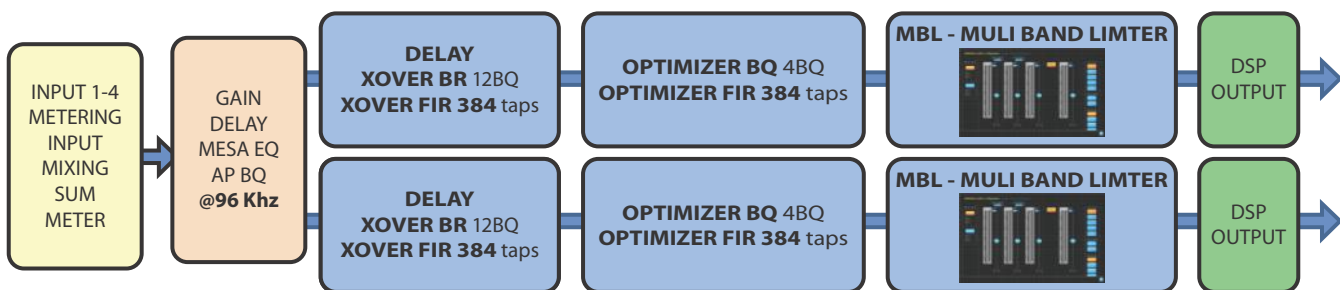 INPUT 1-4
METERING
INPUT
MIXING
SUM
METER
GAIN
DELAY
MESA EQ
AP BQ
@96 Khz
DELAY
XOVER BR 12BQ
XOVER FIR 384 taps
OPTIMIZER BQ 4BQ
OPTIMIZER FIR 384 taps
MBL - MULI BAND LIMTER
DSP
OUTPUT
DELAY
XOVER BR 12BQ
XOVER FIR 384 taps
OPTIMIZER BQ 4BQ
OPTIMIZER FIR 384 taps
MBL - MULI BAND LIMTER
DSP
OUTPUT